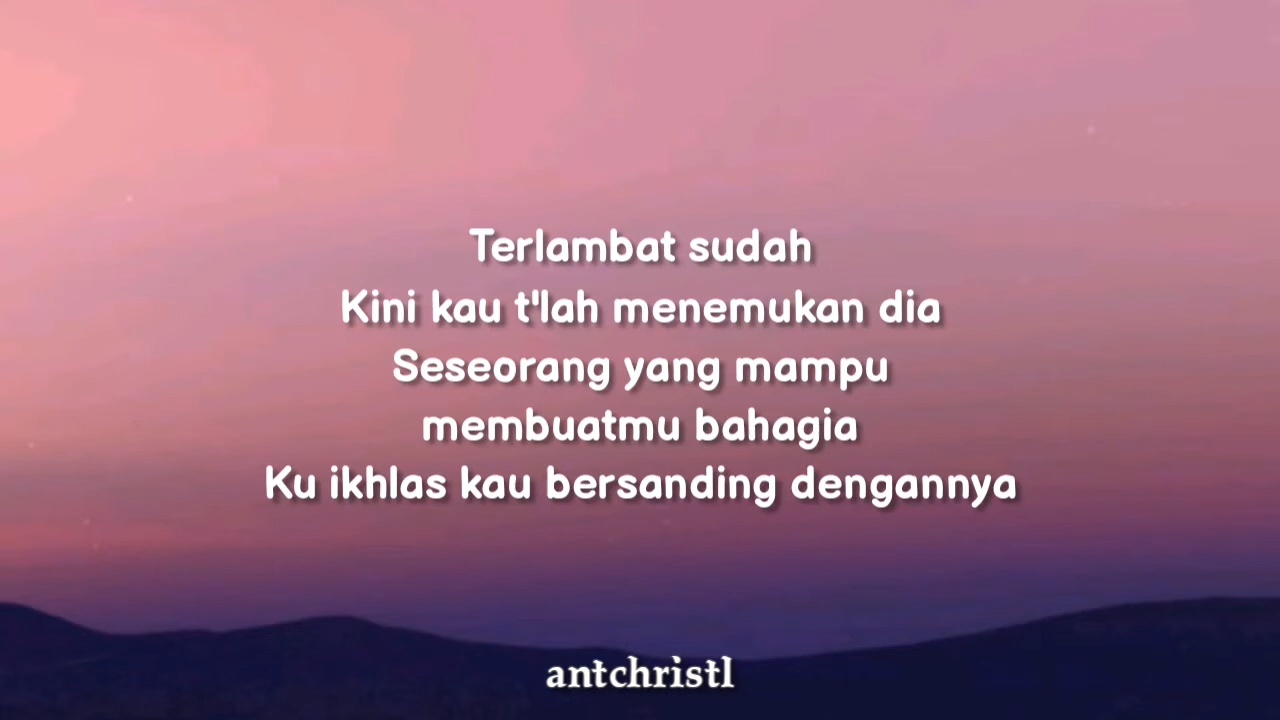 Terlambat sudah
Kini kau t'lah menemukan dia
Seseorang yang mampu
membuatmu bahagia
Ku ikhlas kau bersanding dengannya
antchristl